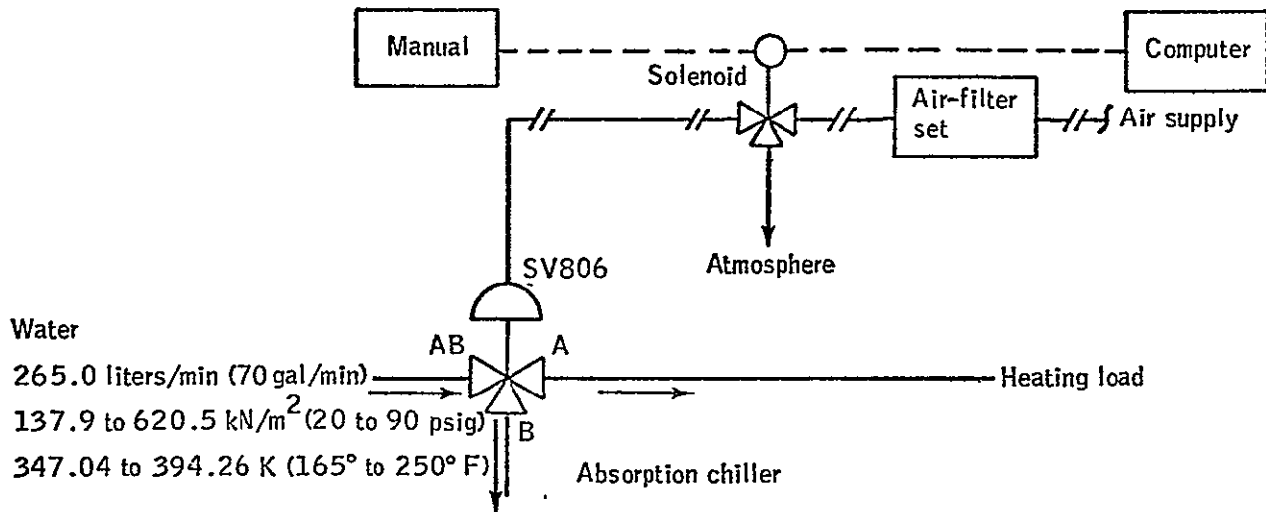 Manual
Computer
Solenoid
Air-filter
set
Air supply
Atmosphere
SV806
Water
AB
A
265.0 liters/min (70 gal/min)
Heating load
137.9 to 620.5 kN/m² (20 to 90 psig)
B
347.04 to 394.26 K (165° to 250° F)
Absorption chiller